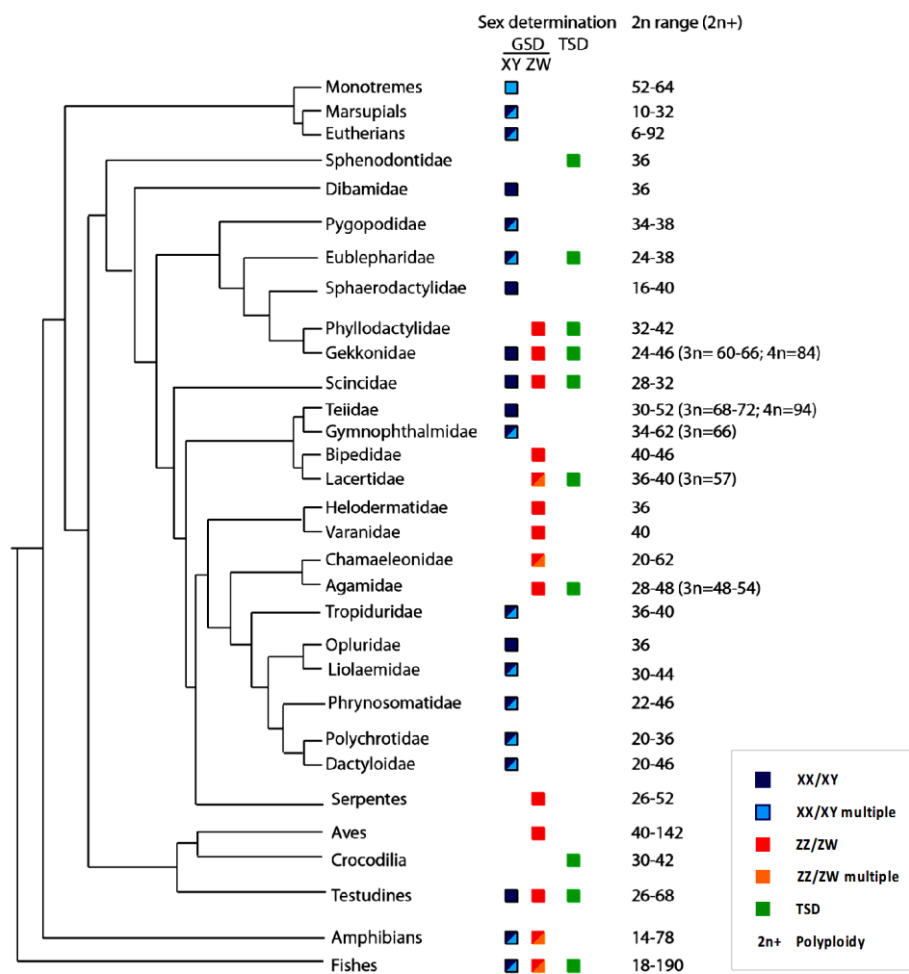 Sex determination 2n range (2n+)
GSD TSD
XY ZW
Monotremes 52-64
Marsupials 10-32
Eutherians 6-92
Sphenodontidae 36
Dibamidae 36
Pygopodidae 34-38
Eublepharidae 24-38
Sphaerodactylidae 16-40
Phyllodactylidae 32-42
Gekkonidae 24-46 (3n= 60-66; 4n=84)
Scincidae 28-32
Teiidae 30-52 (3n=68-72; 4n=94)
Gymnophthalmidae 34-62 (3n=66)
Bipedidae 40-46
Lacertidae 36-40 (3n=57)
Helodermatidae 36
Varanidae 40
Chamaeleonidae 20-62
Agamidae 28-48 (3n=48-54)
Tropiduridae 36-40
Opluridae 36
Liolaemidae 30-44
Phrynosomatidae 22-46
Polychrotidae 20-36
Dactyloidae 20-46
Serpentes 26-52
Aves 40-142
Crocodilia 30-42
Testudines 26-68
Amphibians 14-78
Fishes 18-190
XX/XY
XX/XY multiple
ZZ/ZW
ZZ/ZW multiple
TSD
2n+ Polyploidy